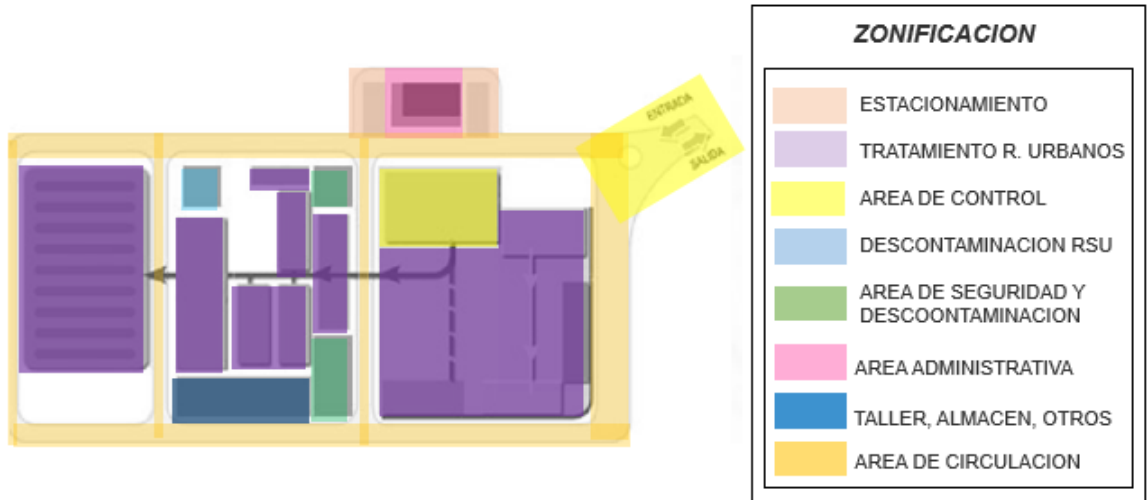 ZONIFICACION
ENTRADA
SALIDA
ESTACIONAMIENTO
TRATAMIENTO R. URBANOS
AREA DE CONTROL
DESCONTAMINACION RSU
AREA DE SEGURIDAD Y
DESCOONTAMINACION
AREA ADMINISTRATIVA
TALLER, ALMACEN, OTROS
AREA DE CIRCULACION